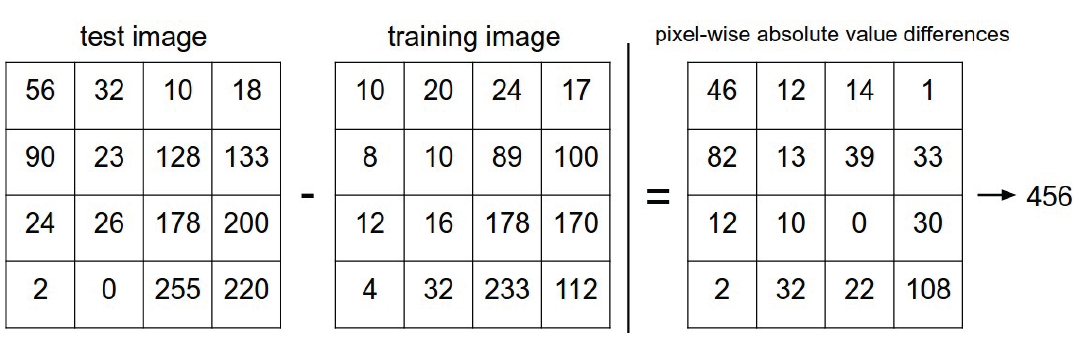 test image
training image
pixel-wise absolute value differences
56 32 10 18
90 23 128 133
24 26 178 200
2 0 255 220
-
10 20 24 17
8 10 89 100
12 16 178 170
4 32 233 112
=
46 12 14 1
82 13 39 33
12 10 0 30
2 32 22 108
→ 456